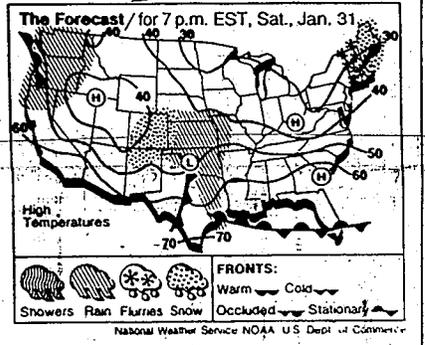 The Forecast / for 7 p.m. EST, Sat., Jan. 31.
40 40 30 30
H
40
H
40
60
L
50
60
H
High
Temperatures
70 70
FRONTS:
Warm Cold
Showers Rain Flurries Snow
Occluded Stationary
National Weather Service NOAA U S Dept of Commerce